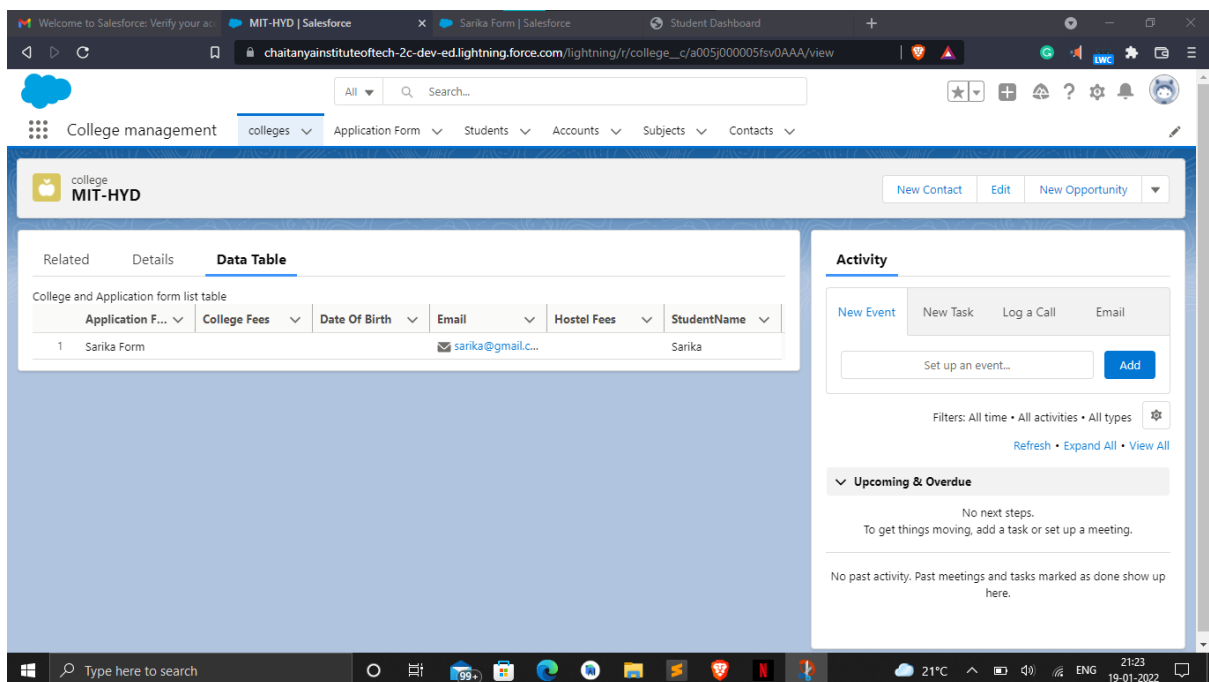 Welcome to Salesforce: Verify your acc
MIT-HYD | Salesforce
Sarika Form | Salesforce
Student Dashboard
chaitanyainstituteoftech-2c-dev-ed.lightning.force.com/lightning/r/college__c/a005j000005fsv0AAA/view
LWC
All
Search...
College management
colleges
Application Form
Students
Accounts
Subjects
Contacts
college
MIT-HYD
New Contact
Edit
New Opportunity
Related
Details
Data Table
College and Application form list table
Application F...
College Fees
Date Of Birth
Email
Hostel Fees
StudentName
1
Sarika Form
sarika@gmail.c...
Sarika
Activity
New Event
New Task
Log a Call
Email
Set up an event...
Add
Filters: All time • All activities • All types
Refresh • Expand All • View All
Upcoming & Overdue
No next steps.
To get things moving, add a task or set up a meeting.
No past activity. Past meetings and tasks marked as done show up
here.
Type here to search
99+
21°C
ENG
21:23
19-01-2022